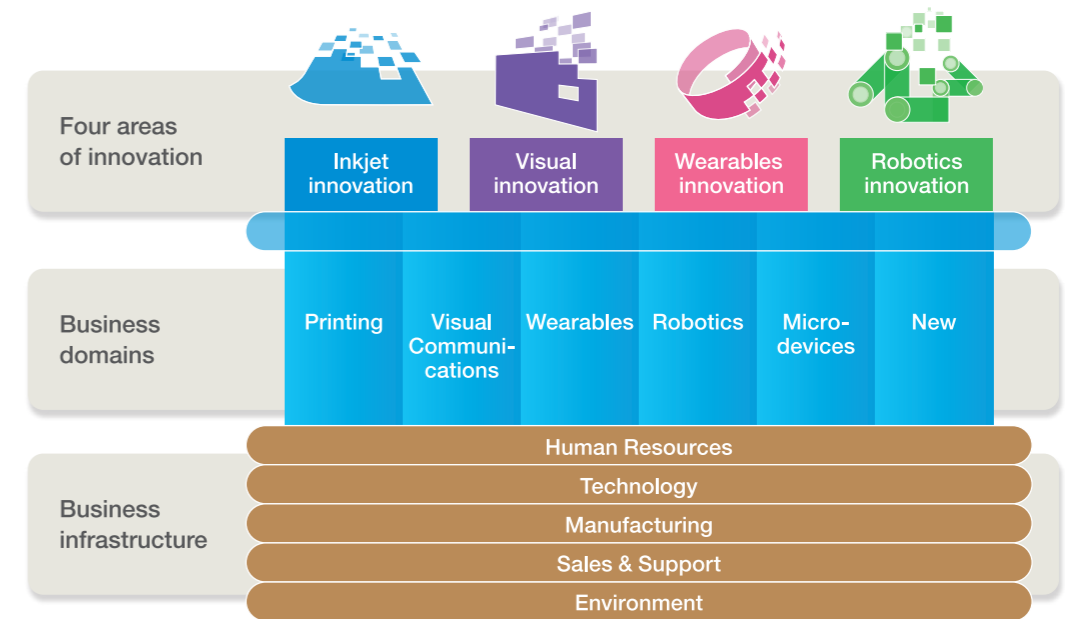 Four areas
of innovation
Inkjet
innovation
Visual
innovation
Wearables
innovation
Robotics
innovation
Business
domains
Printing
Visual
Communi-
cations
Wearables
Robotics
Micro-
devices
New
Business
infrastructure
Human Resources
Technology
Manufacturing
Sales & Support
Environment